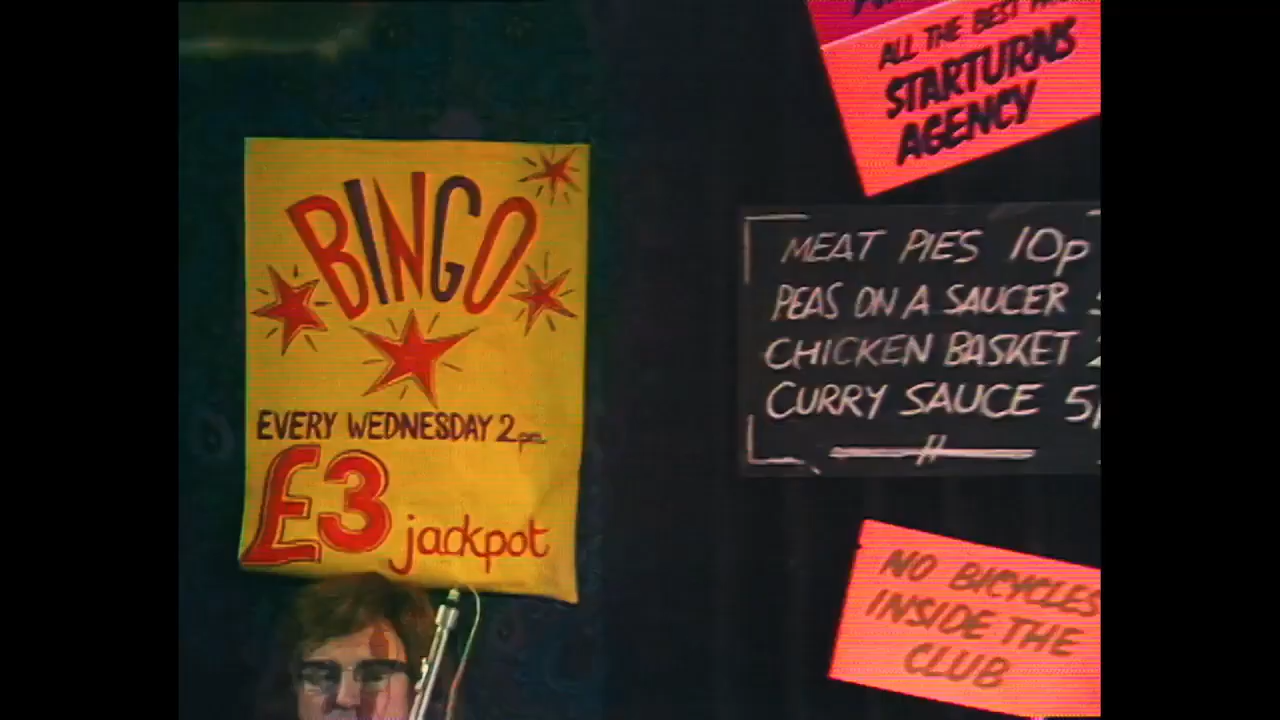 BINGO
EVERY WEDNESDAY 2pm
£3 jackpot
ALL THE BEST
STARTURNS
AGENCY
MEAT PIES 10p
PEAS ON A SAUCER
CHICKEN BASKET
CURRY SAUCE 5p
NO BICYCLES
INSIDE THE
CLUB